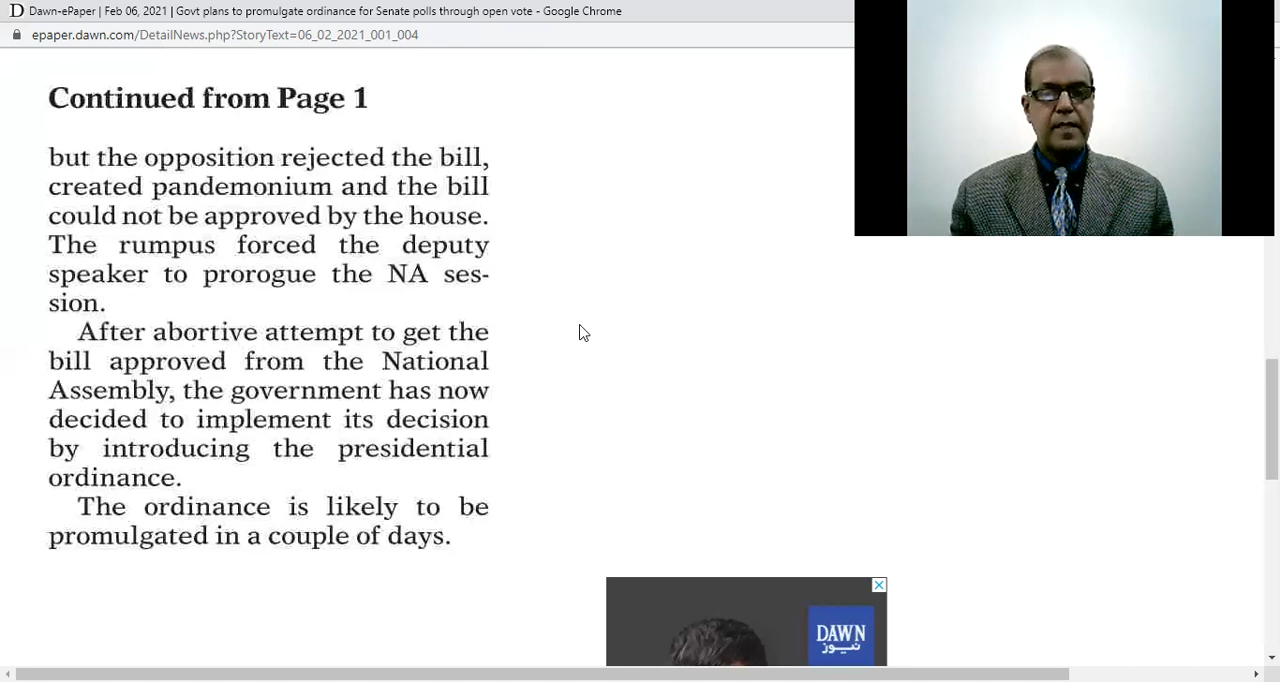 Dawn-ePaper | Feb 06, 2021 | Govt plans to promulgate ordinance for Senate polls through open vote - Google Chrome
epaper.dawn.com/DetailNews.php?StoryText=06_02_2021_001_004
Continued from Page 1
but the opposition rejected the bill,
created pandemonium and the bill
could not be approved by the house.
The rumpus forced the deputy
speaker to prorogue the NA ses-
sion.
After abortive attempt to get the
bill approved from the National
Assembly, the government has now
decided to implement its decision
by introducing the presidential
ordinance.
The ordinance is likely to be
promulgated in a couple of days.
DAWN
نیوز